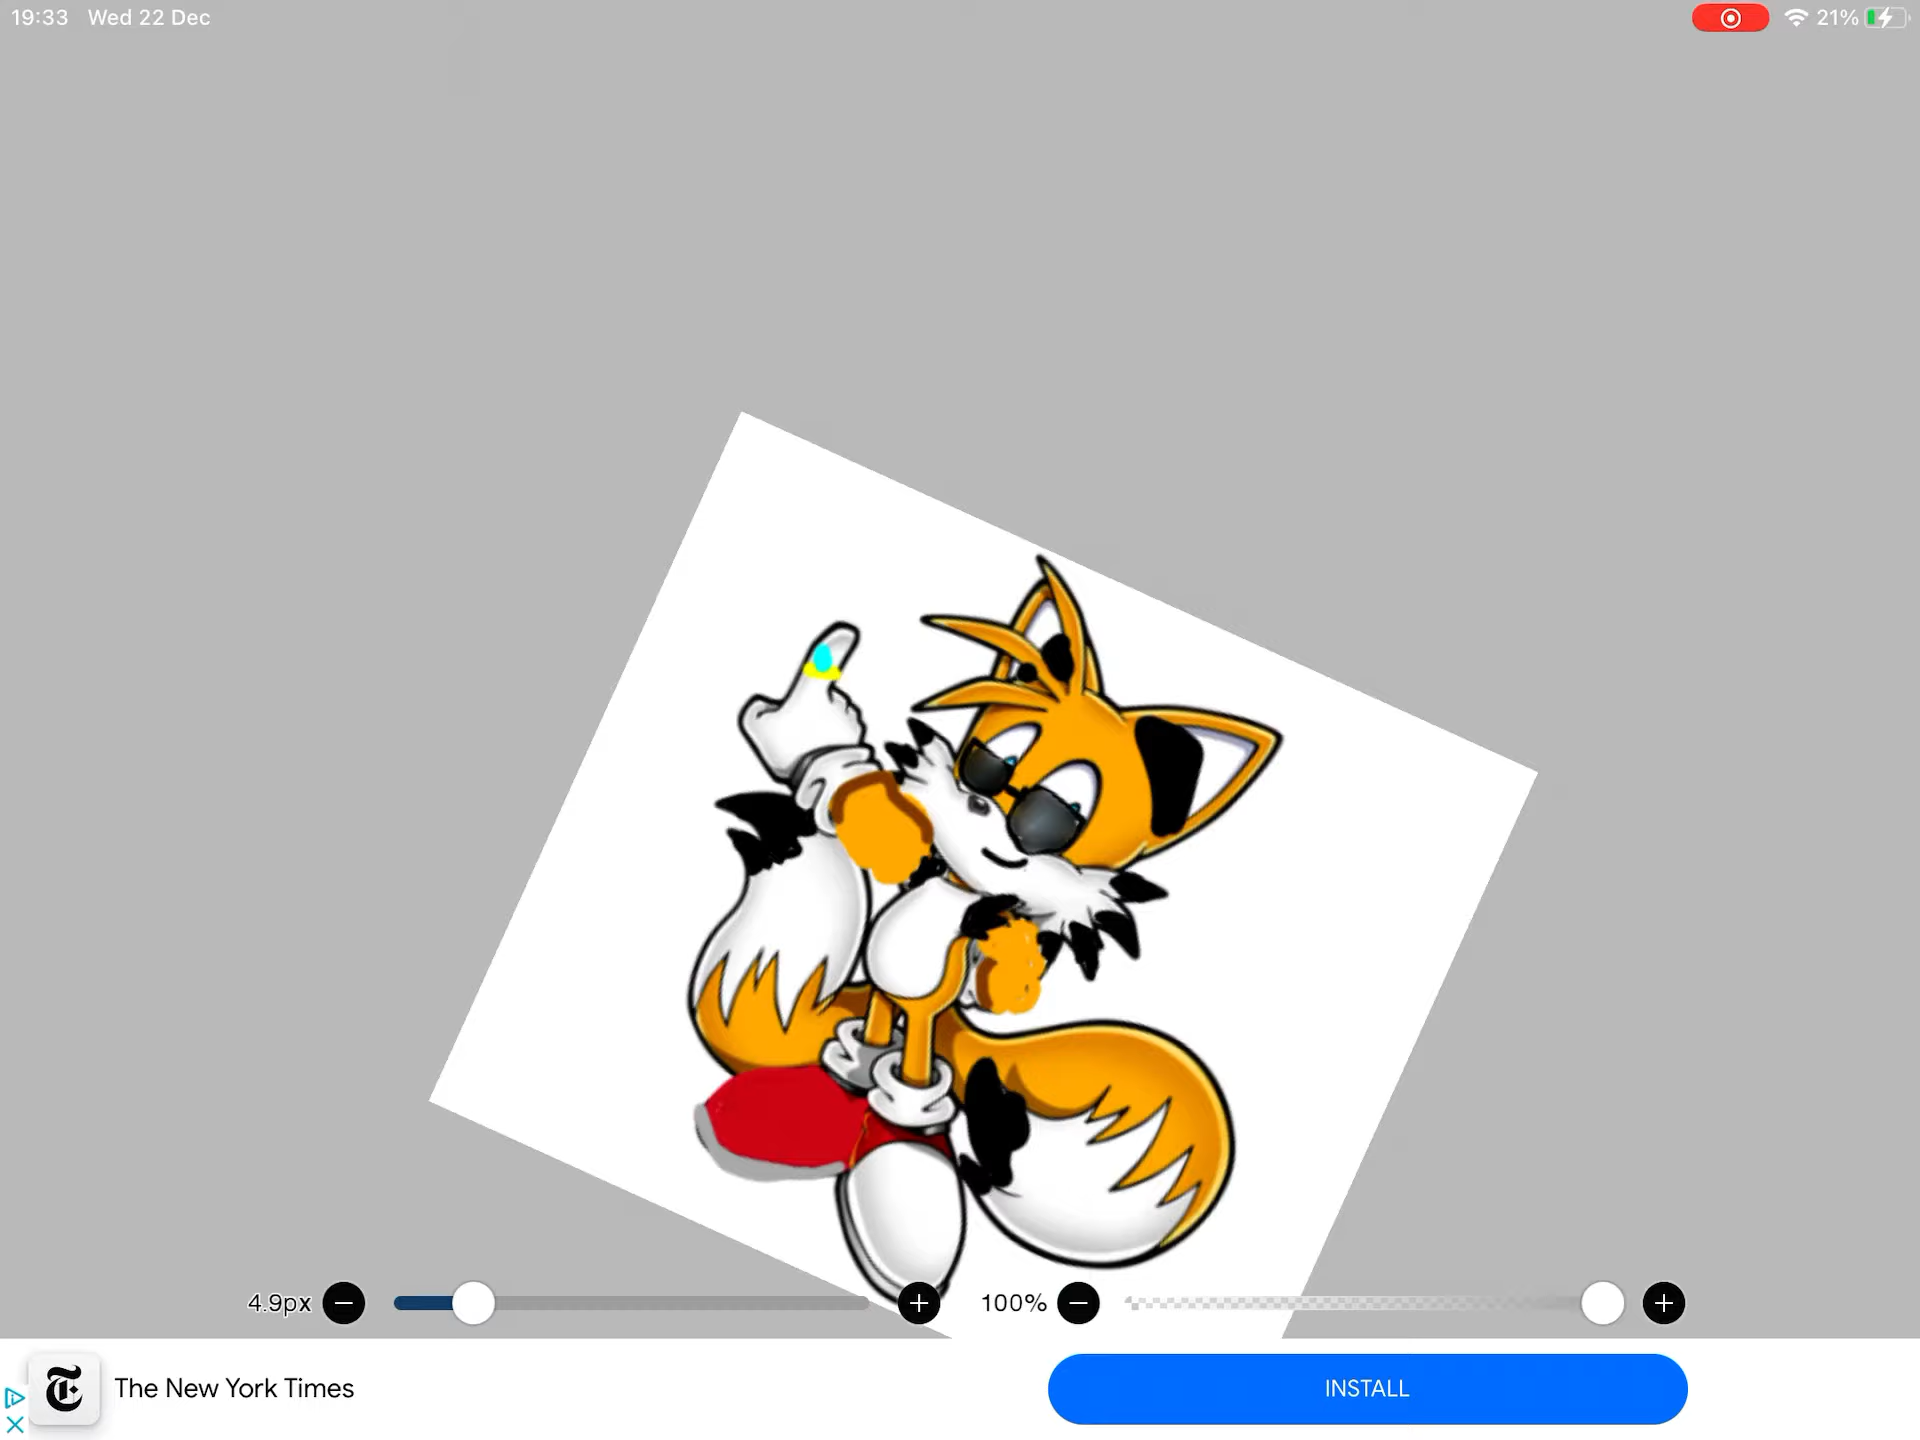 19:33 Wed 22 Dec
21%
4.9px
100%
The New York Times
INSTALL